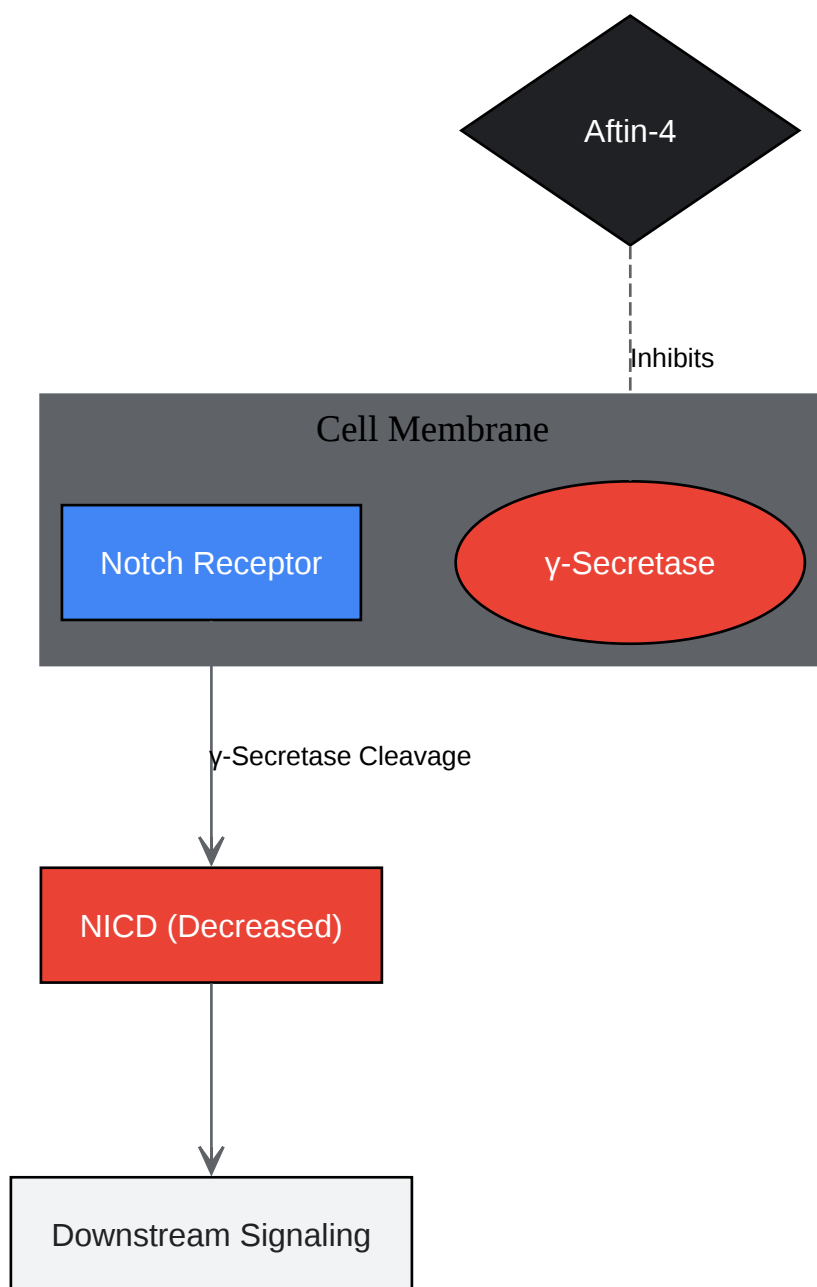 Aftin-4
Inhibits
Cell Membrane
Notch Receptor
γ-Secretase
γ-Secretase Cleavage
NICD (Decreased)
Downstream Signaling